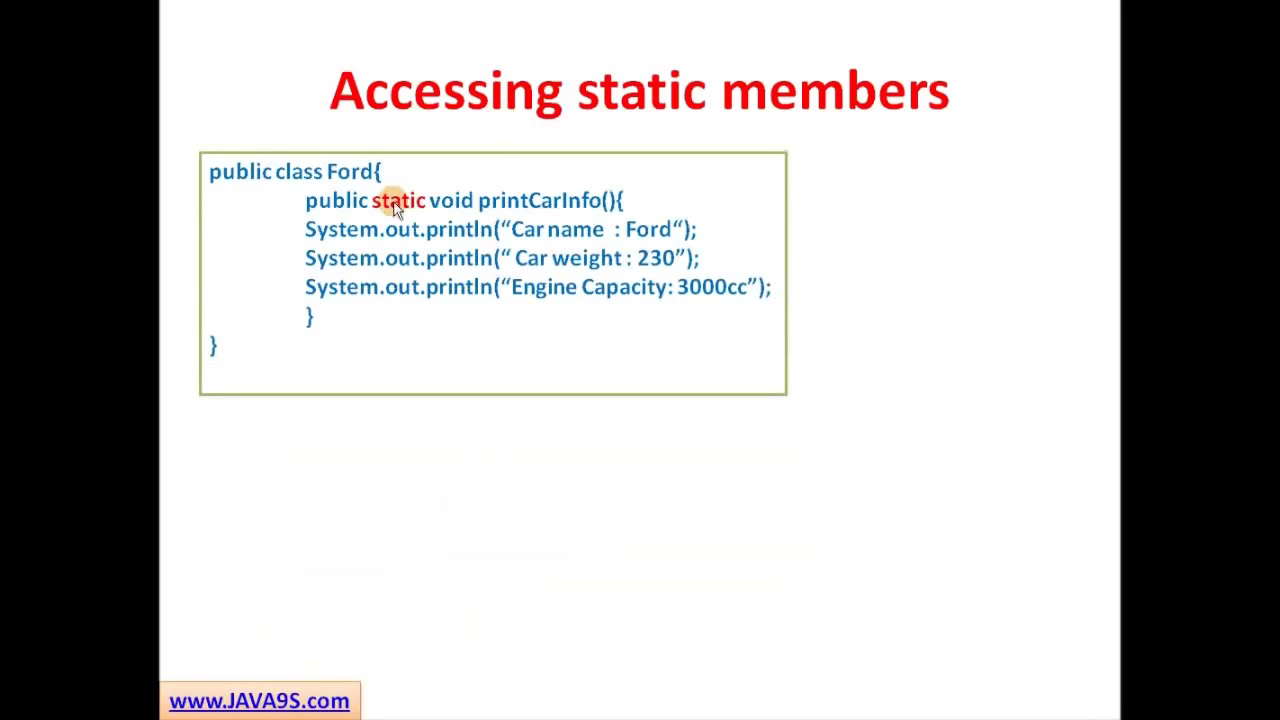 Accessing static members
public class Ford{
public static void printCarInfo(){
System.out.println(“Car name : Ford“);
System.out.println(“ Car weight : 230”);
System.out.println(“Engine Capacity: 3000cc”);
}
}
www.JAVA9S.com